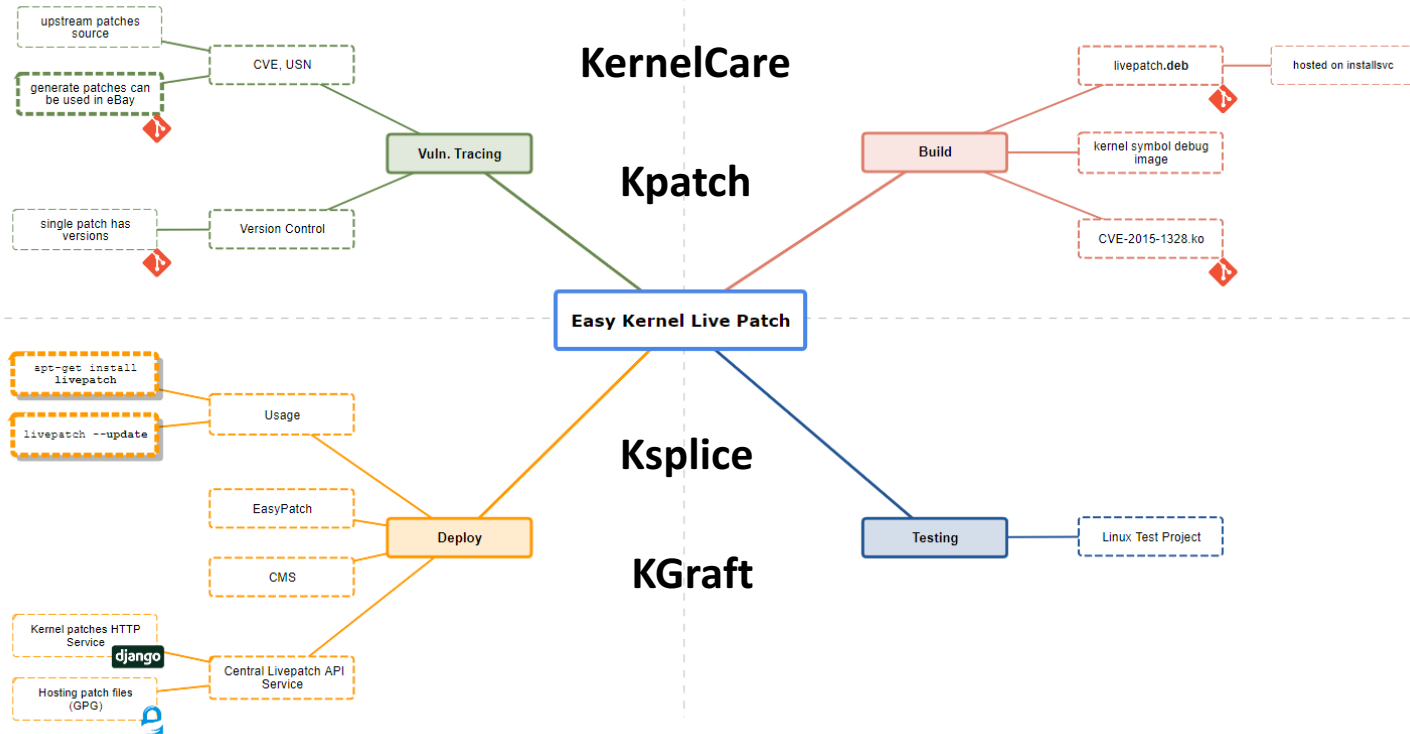 upstream patches
source
CVE, USN
generate patches can
be used in eBay
Vuln. Tracing
single patch has
versions
Version Control
KernelCare
Kpatch
livepatch.deb
hosted on installsvc
Build
kernel symbol debug
image
CVE-2015-1328.ko
Easy Kernel Live Patch
apt-get install
livepatch
livepatch --update
Usage
EasyPatch
Deploy
CMS
Kernel patches HTTP
Service
django
Central Livepatch API
Service
Hosting patch files
(GPG)
Ksplice
KGraft
Testing
Linux Test Project